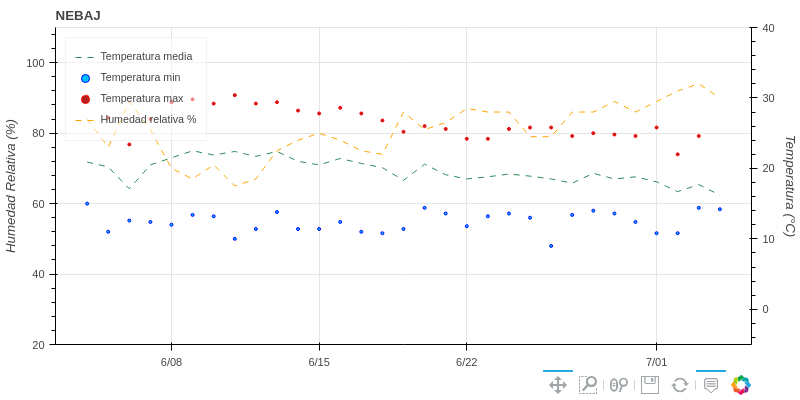 NEBAJ
Temperatura media
Temperatura min
Temperatura max
Humedad relativa %
Humedad Relativa (%)
100
80
60
40
20
Temperatura (°C)
40
30
20
10
0
6/08
6/15
6/22
7/01